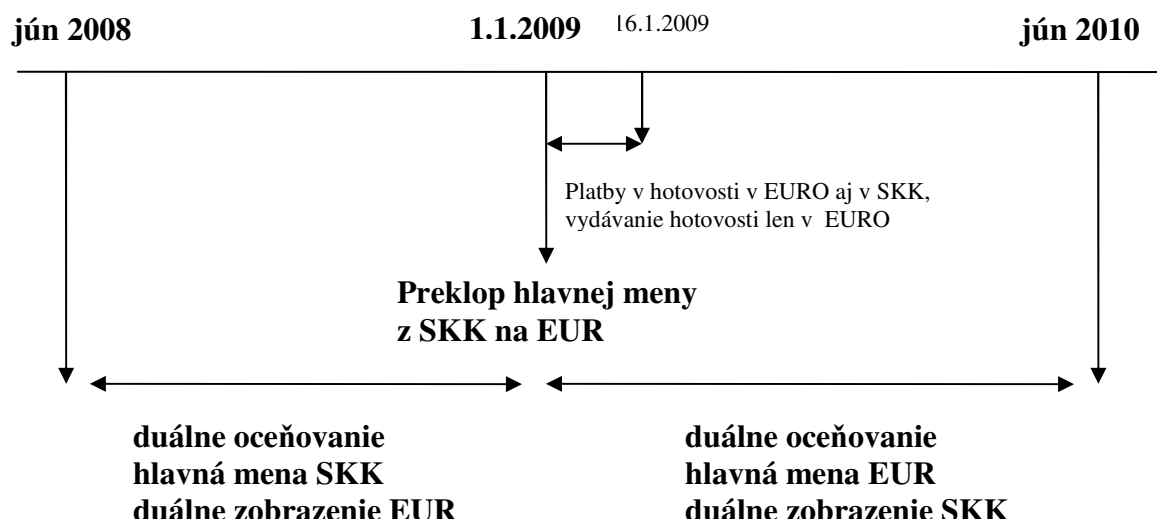 jún 2008 1.1.2009 16.1.2009 jún 2010
Platby v hotovosti v EURO aj v SKK,
vydávanie hotovosti len v EURO
Preklop hlavnej meny
z SKK na EUR
duálne oceňovanie
hlavná mena SKK
duálne zobrazenie EUR
duálne oceňovanie
hlavná mena EUR
duálne zobrazenie SKK